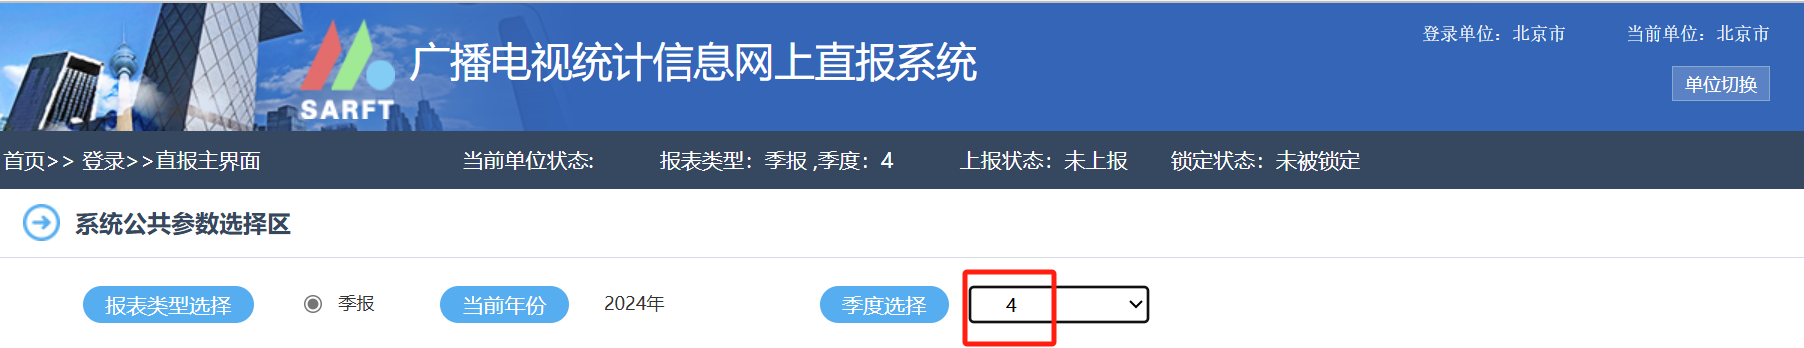 登录单位：北京市
当前单位：北京市
广播电视统计信息网上直报系统
单位切换
SARFT
首页>> 登录>>直报主界面
当前单位状态:
报表类型：季报 ,季度：4
上报状态：未上报
锁定状态：未被锁定
系统公共参数选择区
报表类型选择
季报
当前年份
2024年
季度选择
4